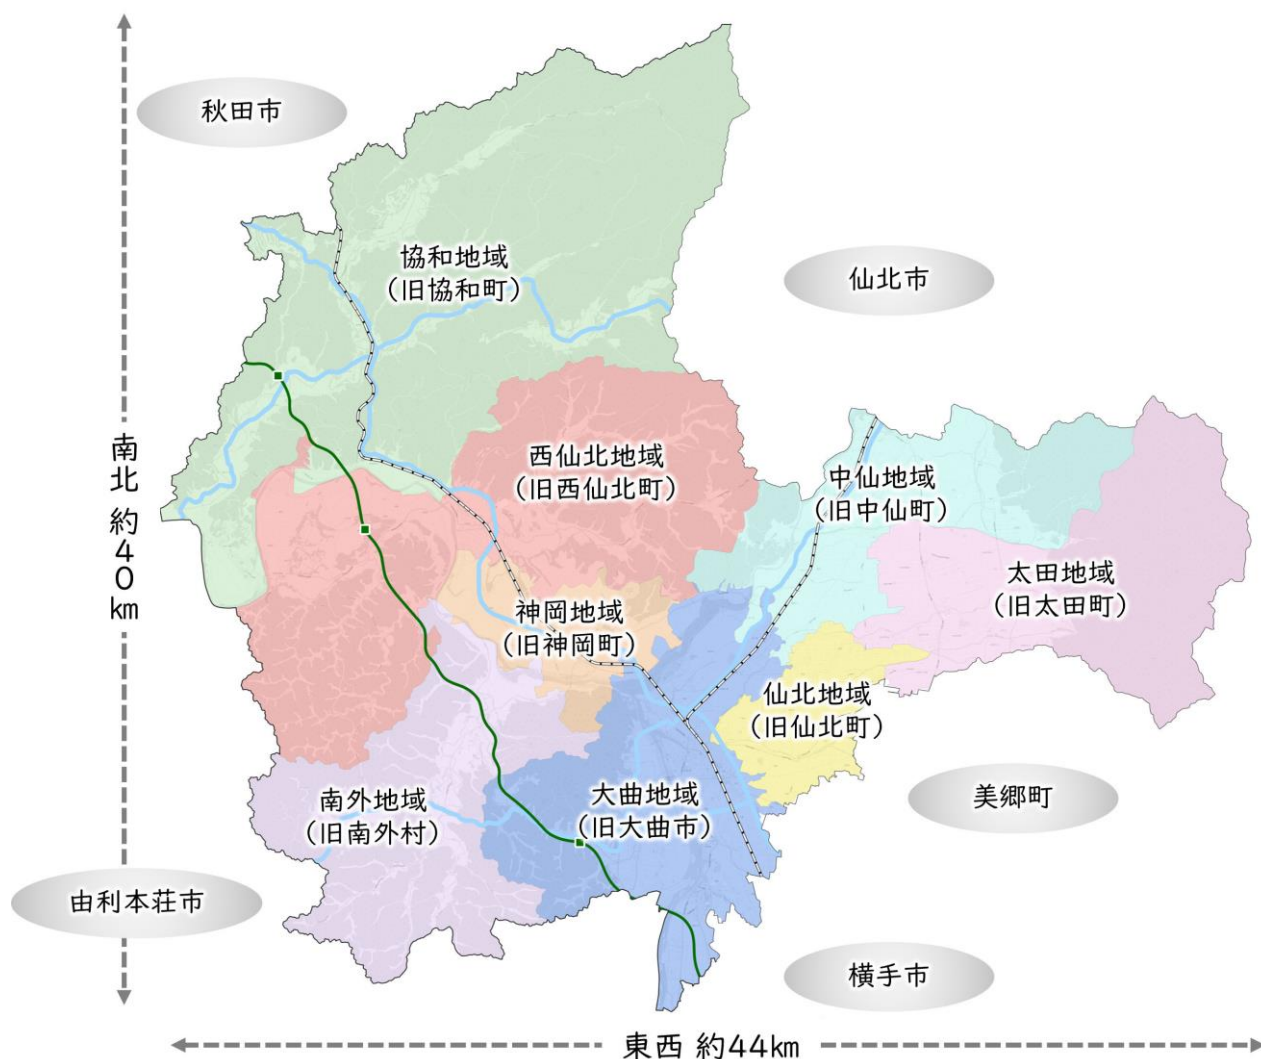 秋田市
協和地域
(旧協和町)
仙北市
西仙北地域
(旧西仙北町)
中仙地域
(旧中仙町)
南北 約40km
太田地域
(旧太田町)
神岡地域
(旧神岡町)
仙北地域
(旧仙北町)
南外地域
(旧南外村)
大曲地域
(旧大曲市)
美郷町
由利本荘市
横手市
東西 約44km